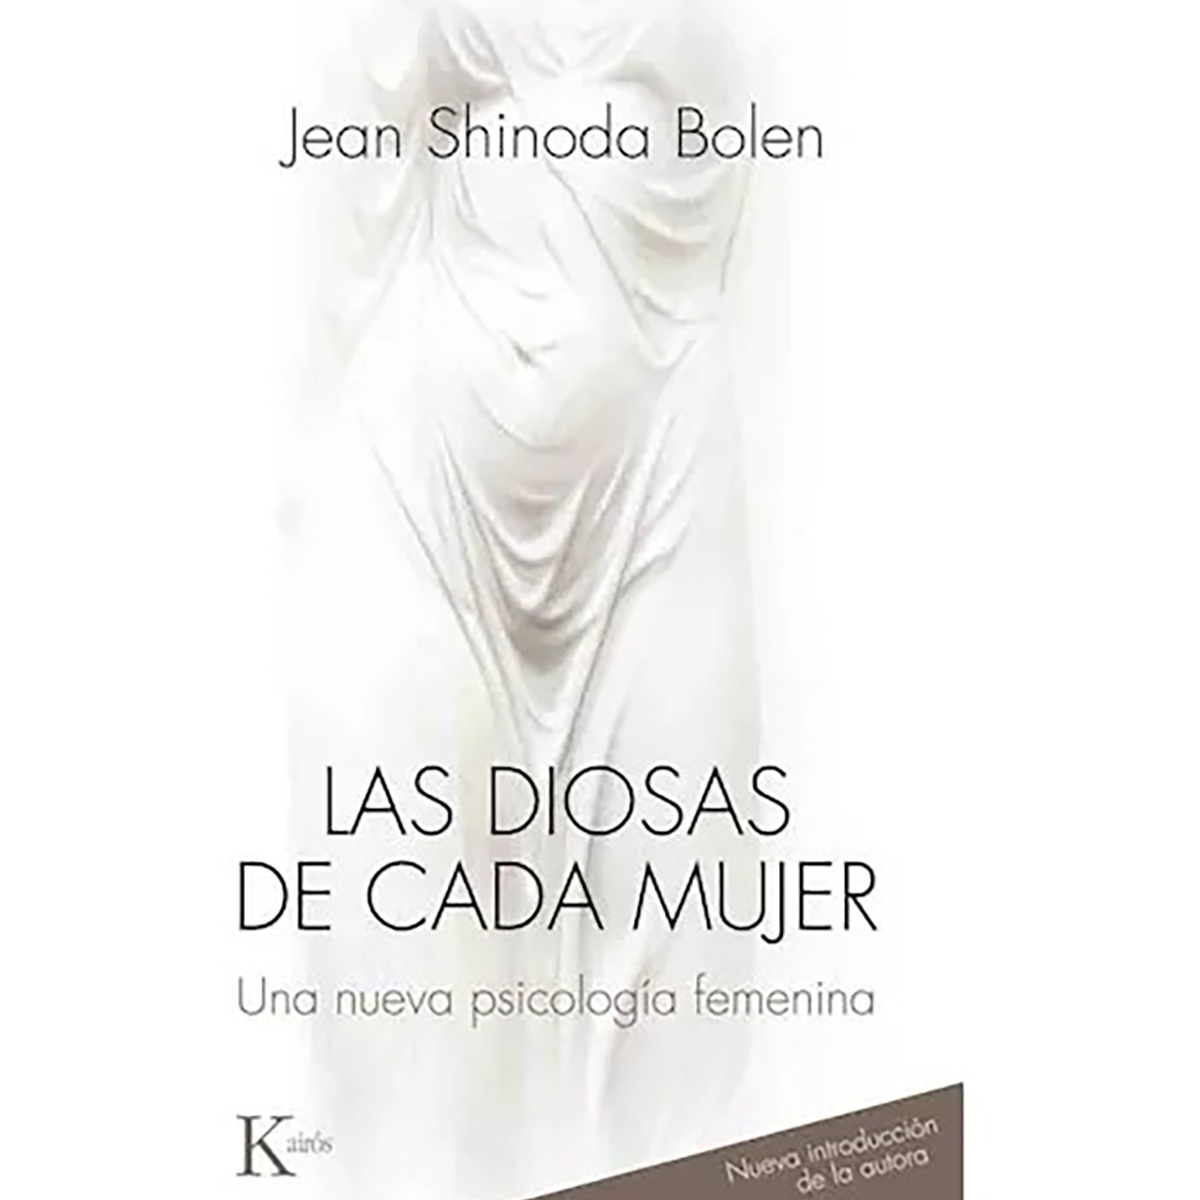 Jean Shinoda Bolen
LAS DIOSAS
DE CADA MUJER
Una nueva psicología femenina
Kairós
Nueva introducción
de la autora